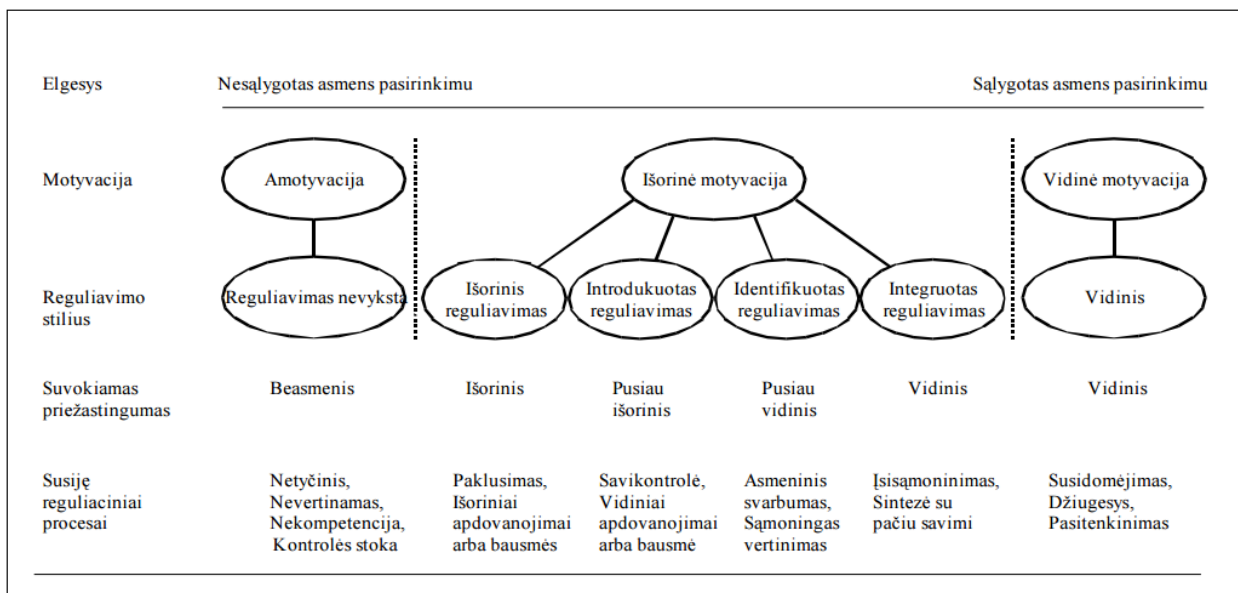 Elgesys Nesąlygotas asmens pasirinkimu Sąlygotas asmens pasirinkimu
Motyvacija Amotyvacija Išorinė motyvacija Vidinė motyvacija
Reguliavimo
stilius
Reguliavimas nevyksta
Išorinis
reguliavimas
Introdukuotas
reguliavimas
Identifikuotas
reguliavimas
Integruotas
reguliavimas
Vidinis
Suvokiamas
priežastingumas
Beasmenis
Išorinis
Pusiau
išorinis
Pusiau
vidinis
Vidinis
Vidinis
Susiję
reguliaciniai
procesai
Netyčinis,
Nevertinamas,
Nekompetencija,
Kontrolės stoka
Paklusimas,
Išoriniai
apdovanojimai
arba bausmės
Savikontrolė,
Vidiniai
apdovanojimai
arba bausmė
Asmeninis
svarbumas,
Sąmoningas
vertinimas
Įsisąmoninimas,
Sintezė su
pačiu savimi
Susidomėjimas,
Džiugesys,
Pasitenkinimas